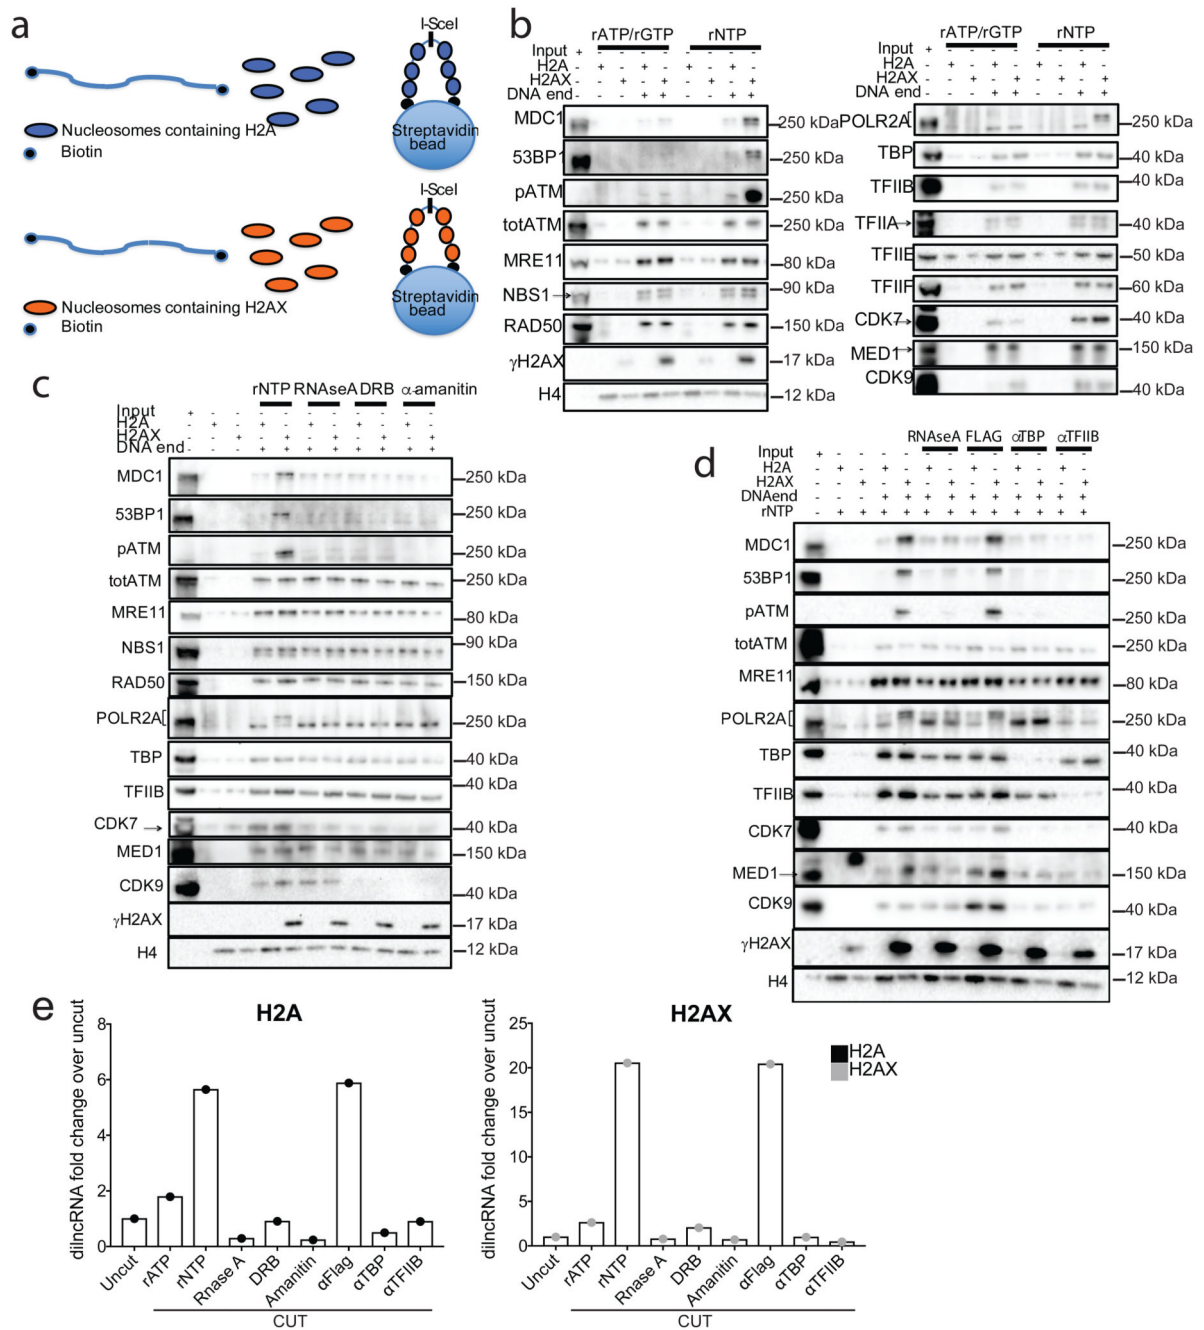 a
I-SceI
Nucleosomes containing H2A
Biotin
Streptavidin
bead
I-SceI
Nucleosomes containing H2AX
Biotin
Streptavidin
bead
b
rATP/rGTP rNTP
Input + - - - - - - - -
H2A - + - + - + - + -
H2AX - - + - + - + - +
DNA end - - - + + - - + +
MDC1 250 kDa
53BP1 250 kDa
pATM 250 kDa
totATM 250 kDa
MRE11 80 kDa
NBS1 90 kDa
RAD50 150 kDa
γH2AX 17 kDa
H4 12 kDa
rATP/rGTP rNTP
Input + - - - - - - - -
H2A - + - + - + - + -
H2AX - - + - + - + - +
DNA end - - - + + - - + +
POLR2A[ 250 kDa
TBP 40 kDa
TFIIB 40 kDa
TFIIA 40 kDa
TFIIE 50 kDa
TFIIF 60 kDa
CDK7 40 kDa
MED1 150 kDa
CDK9 40 kDa
c
rNTP RNAseA DRB α-amanitin
Input + - - - - - - - - - -
H2A - + - + - + - + - + -
H2AX - - + - + - + - + - +
DNA end - - - + + + + + + + +
MDC1 250 kDa
53BP1 250 kDa
pATM 250 kDa
totATM 250 kDa
MRE11 80 kDa
NBS1 90 kDa
RAD50 150 kDa
POLR2A[ 250 kDa
TBP 40 kDa
TFIIB 40 kDa
CDK7 40 kDa
MED1 150 kDa
CDK9 40 kDa
γH2AX 17 kDa
H4 12 kDa
d
RNAseA FLAG αTBP αTFIIB
Input + - - - - - - - - - - - -
H2A - + - + - + - + - + - + -
H2AX - - + - + - + - + - + - +
DNAend - - - + + + + + + + + + +
rNTP - + + + + + + + + + + + +
MDC1 250 kDa
53BP1 250 kDa
pATM 250 kDa
totATM 250 kDa
MRE11 80 kDa
POLR2A[ 250 kDa
TBP 40 kDa
TFIIB 40 kDa
CDK7 40 kDa
MED1 150 kDa
CDK9 40 kDa
γH2AX 17 kDa
H4 12 kDa
e
H2A
dilncRNA fold change over uncut
8
6
4
2
0
Uncut rATP rNTP Rnase A DRB Amanitin αFlag αTBP αTFIIB
CUT
H2AX
dilncRNA fold change over uncut
25
20
15
10
5
0
Uncut rATP rNTP Rnase A DRB Amanitin αFlag αTBP αTFIIB
CUT
H2A
H2AX